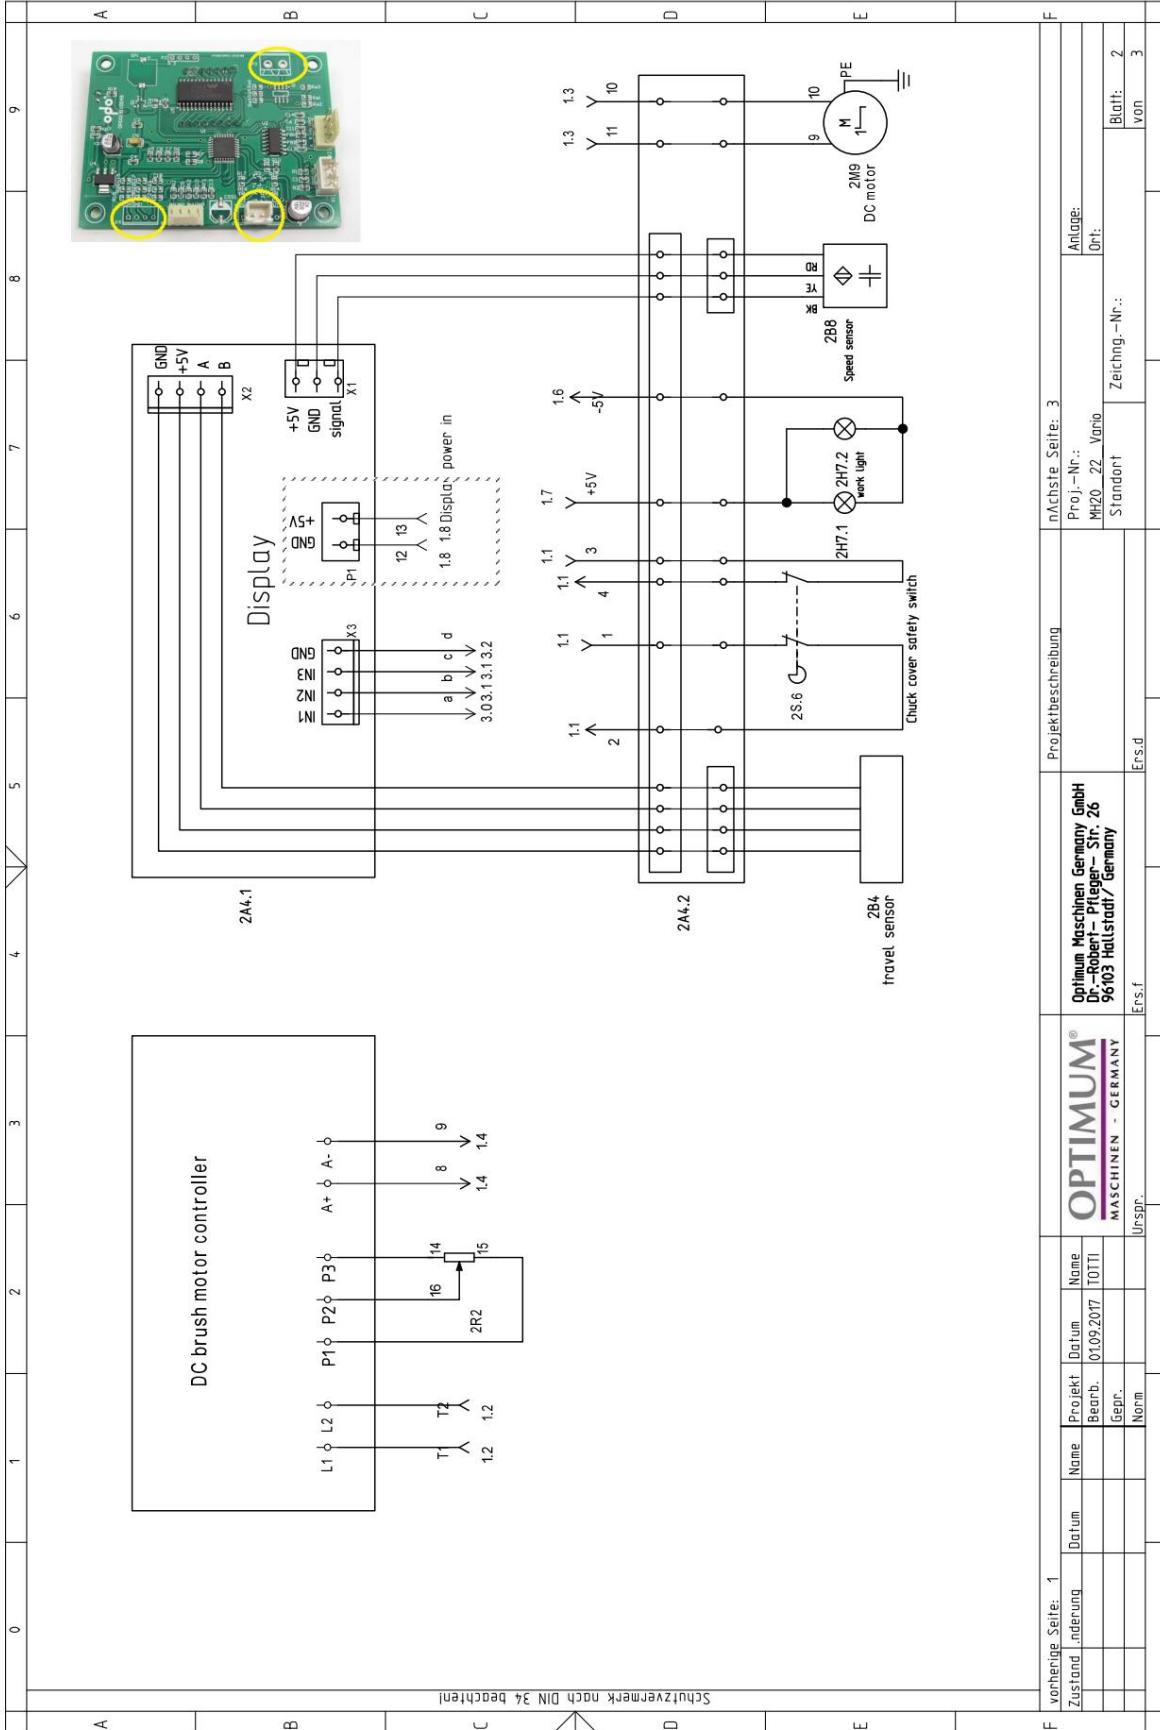 0 1 2 3 4 5 6 7 8 9
A
B
C
D
E
F
A
B
C
D
E
F
Schutzvermerk nach DIN 34 beachten!
DC brush motor controller
L1 L2 P1 P2 P3 A+ A-
T1 T2 16 14 15 8 9
1.2 1.2 2R2 1.4 1.4
2A4.1
Display
X2
GND
+5V
A
B
X1
+5V
GND
signal
X3
IN1
IN2
IN3
GND
a b c d
3.0 3.1 3.1 3.2
P1
GND
+5V
12 13
1.8 1.8 Display power in
opto
2A4.2
1.1 2
1.1 1
1.1 4
1.1 3
1.7 +5V
1.6 -5V
1.3 11
1.3 10
2B4
travel sensor
2S.6
Chuck cover safety switch
2H7.1 2H7.2
work light
BK YE RD
2B8
Speed sensor
9 10
M
1
PE
2M9
DC motor
vorherige Seite: 1
Zustand .nderung Datum Name
Projekt Datum Name
Bearb. 01.09.2017 TOTTI
Gepr.
Norm
Urspr. Ers.f Ers.d
OPTIMUM®
MASCHINEN - GERMANY
Optimum Maschinen Germany GmbH
Dr.-Robert- Pfleger- Str. 26
96103 Hallstadt/ Germany
Projektbeschreibung
nAchste Seite: 3
Proj.-Nr.:
MH20 22 Vario
Standort
Zeichng.-Nr.:
Anlage:
Ort:
Blatt: 2
von 3